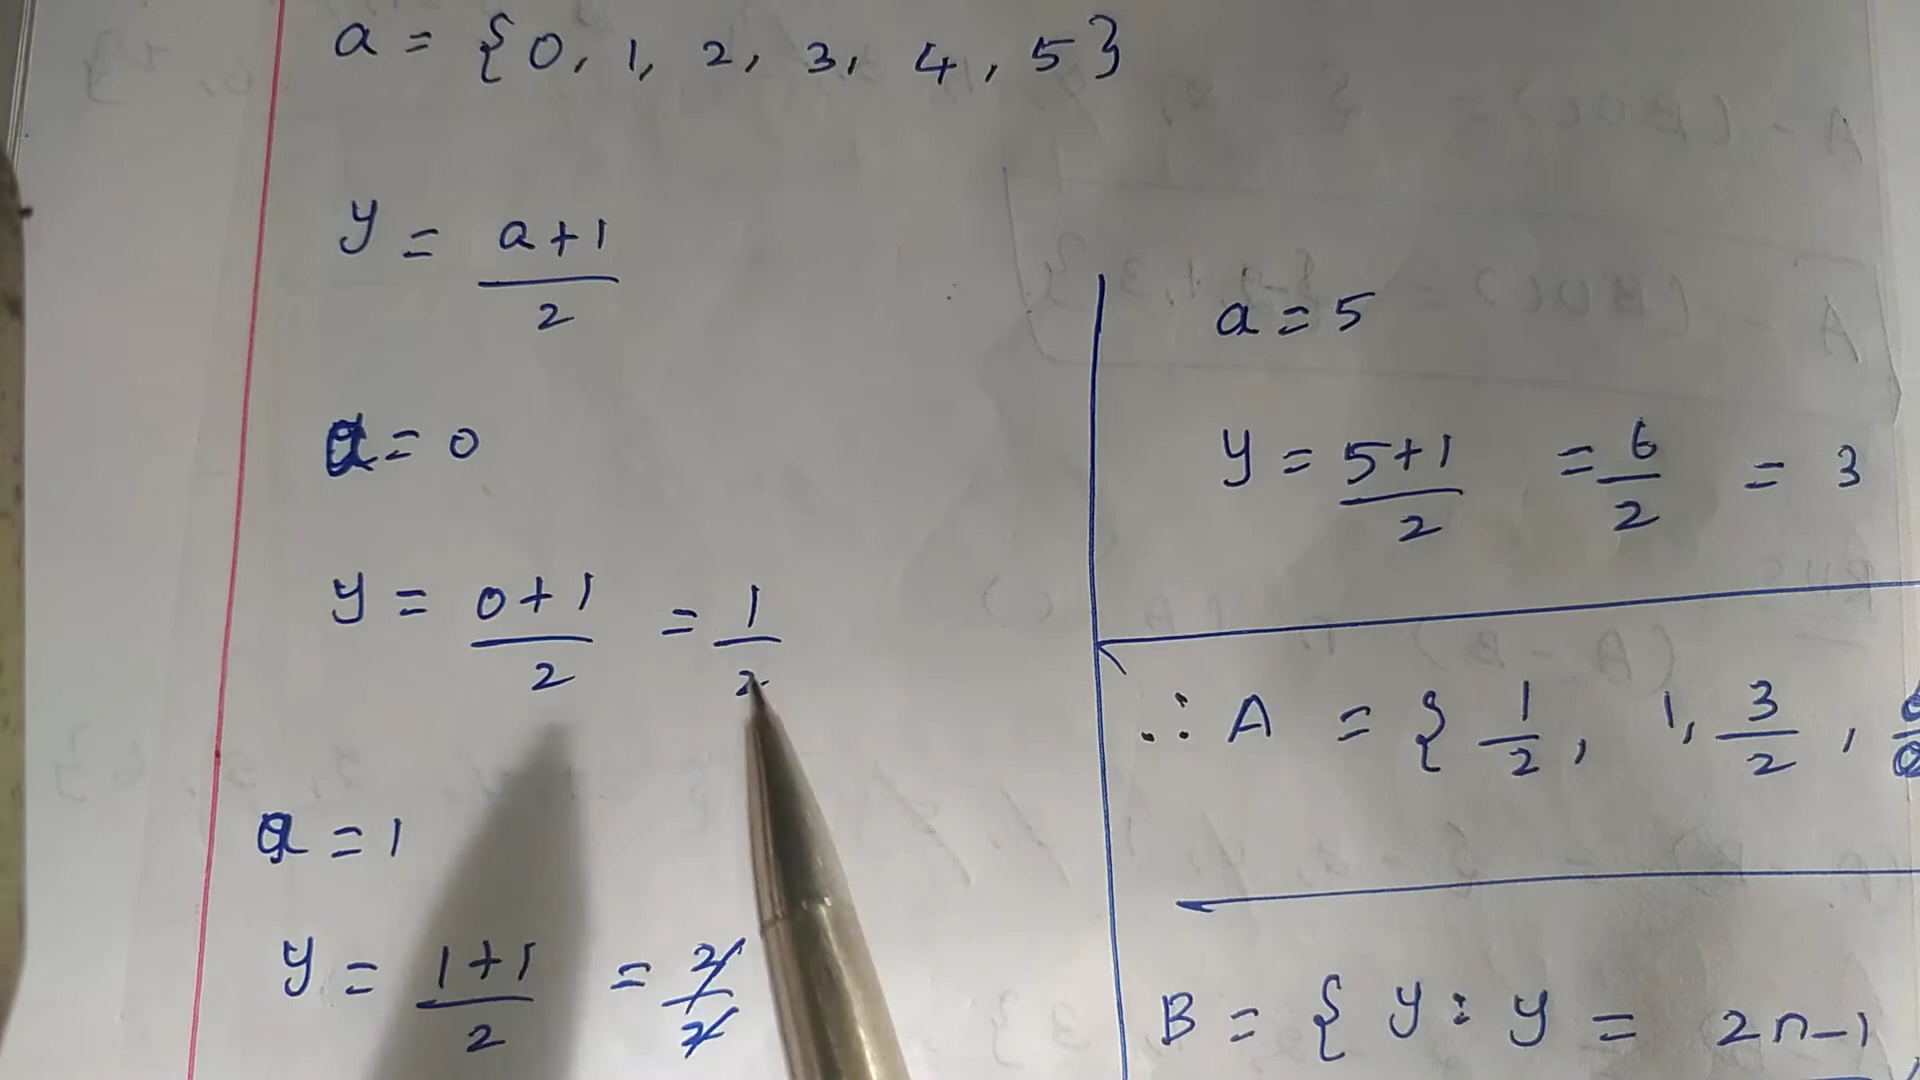 a = {0, 1, 2, 3, 4, 5}
y = a+1/2
a = 0
y = 0+1/2 = 1/2
a = 1
y = 1+1/2 = 2/2
a = 5
y = 5+1/2 = 6/2 = 3
∴ A = {1/2, 1, 3/2,
B = {y : y = 2n-1